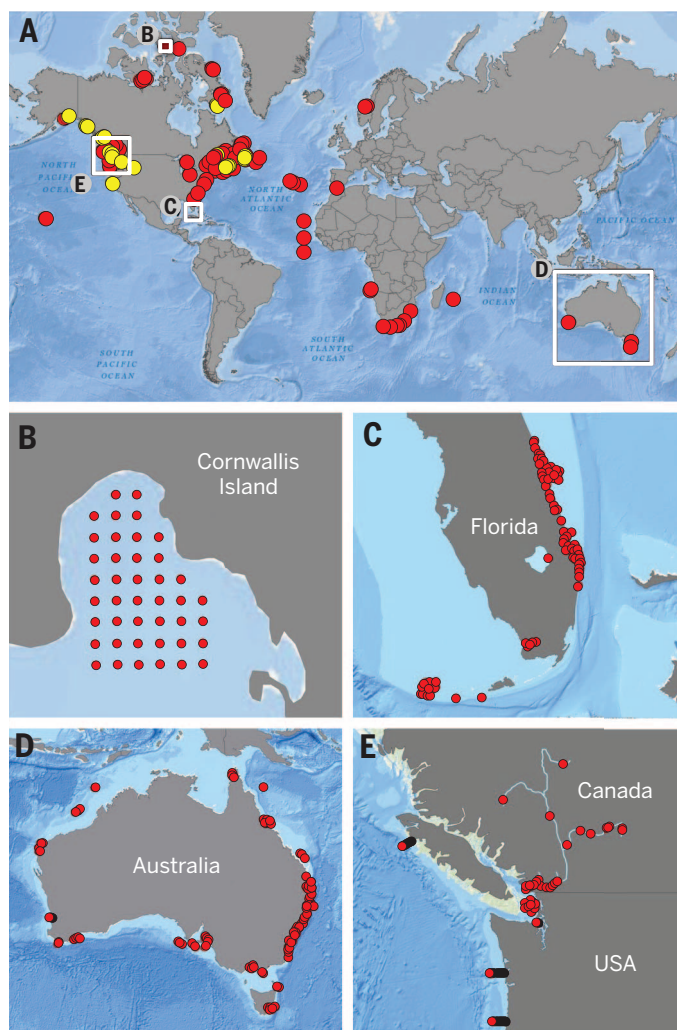 A
B
NORTH
PACIFIC
OCEAN
E
C
NORTH
ATLANTIC
OCEAN
PACIFIC OCEAN
D
INDIAN
OCEAN
SOUTH
PACIFIC
OCEAN
SOUTH
ATLANTIC
OCEAN
B
Cornwallis
Island
C
Florida
D
Australia
E
Canada
USA